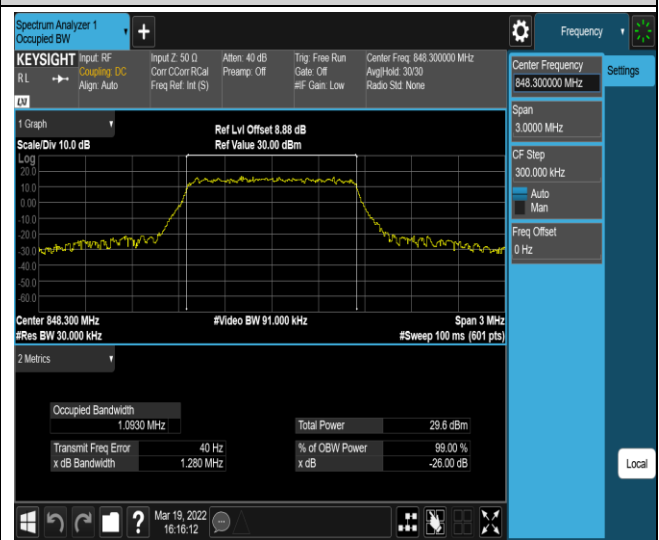 Spectrum Analyzer 1
Occupied BW
Frequency
KEYSIGHT
RL
LXI
Input: RF
Coupling: DC
Align: Auto
Input Z: 50 Ω
Corr CCorr RCal
Freq Ref: Int (S)
Atten: 40 dB
Preamp: Off
Trig: Free Run
Gate: Off
#IF Gain: Low
Center Freq: 848.300000 MHz
Avg|Hold: 30/30
Radio Std: None
Center Frequency
848.300000 MHz
Settings
Span
3.0000 MHz
CF Step
300.000 kHz
Auto
Man
Freq Offset
0 Hz
Local
1 Graph
Scale/Div 10.0 dB
Ref Lvl Offset 8.88 dB
Ref Value 30.00 dBm
Log
20.0
10.0
0.00
-10.0
-20.0
-30.0
-40.0
-50.0
-60.0
Center 848.300 MHz
#Video BW 91.000 kHz
Span 3 MHz
#Res BW 30.000 kHz
#Sweep 100 ms (601 pts)
2 Metrics
Occupied Bandwidth
1.0930 MHz
Total Power 29.6 dBm
Transmit Freq Error 40 Hz
% of OBW Power 99.00 %
x dB Bandwidth 1.280 MHz
x dB -26.00 dB
?
Mar 19, 2022
16:16:12